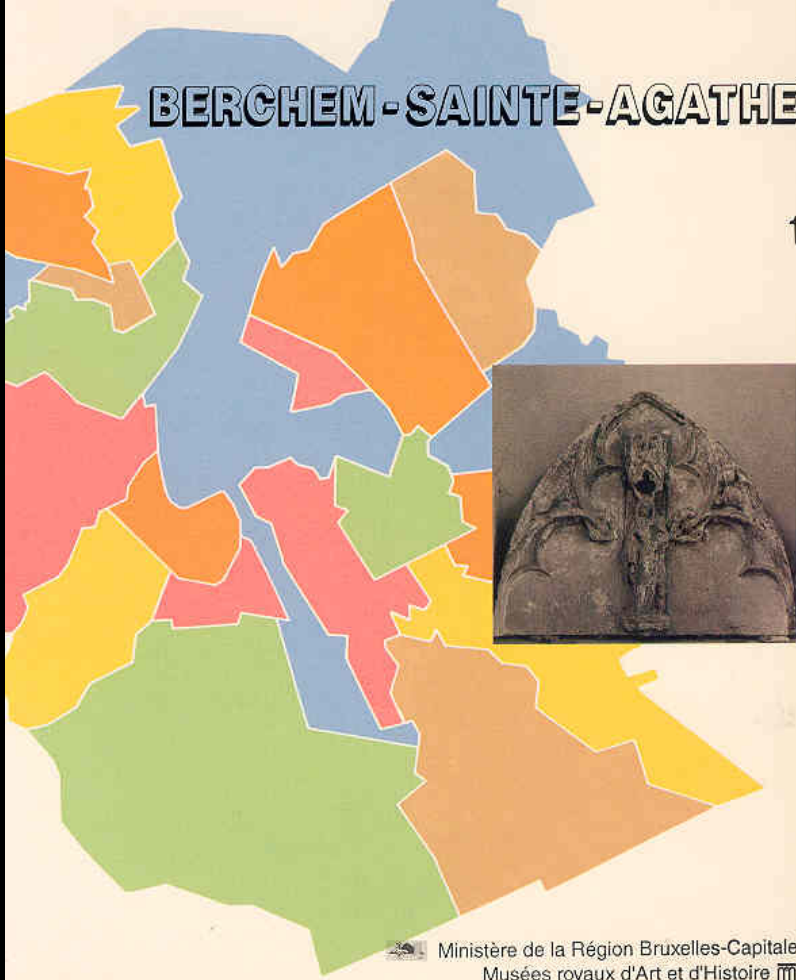 BERCHEM-SAINTE-AGATHE
Ministère de la Région Bruxelles-Capitale
Musées royaux d'Art et d'Histoire